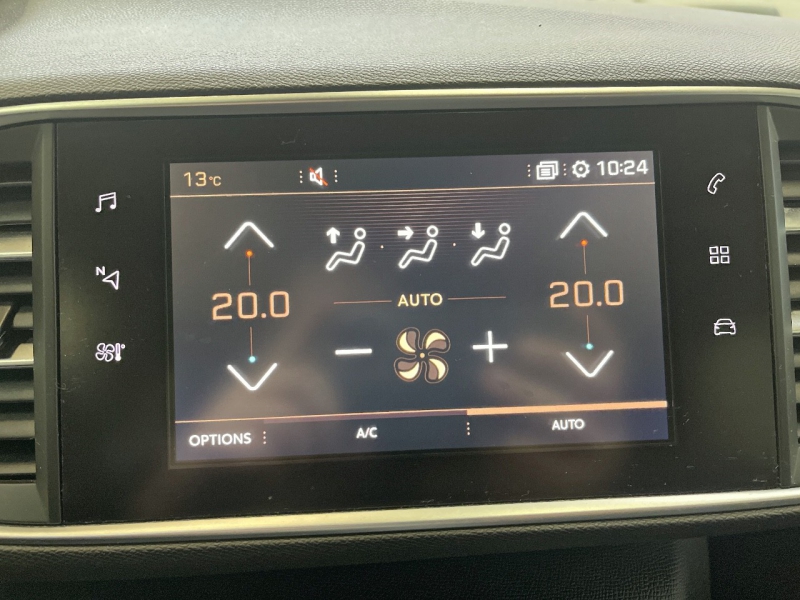 13°C
10:24
N
20.0
AUTO
20.0
OPTIONS
A/C
AUTO